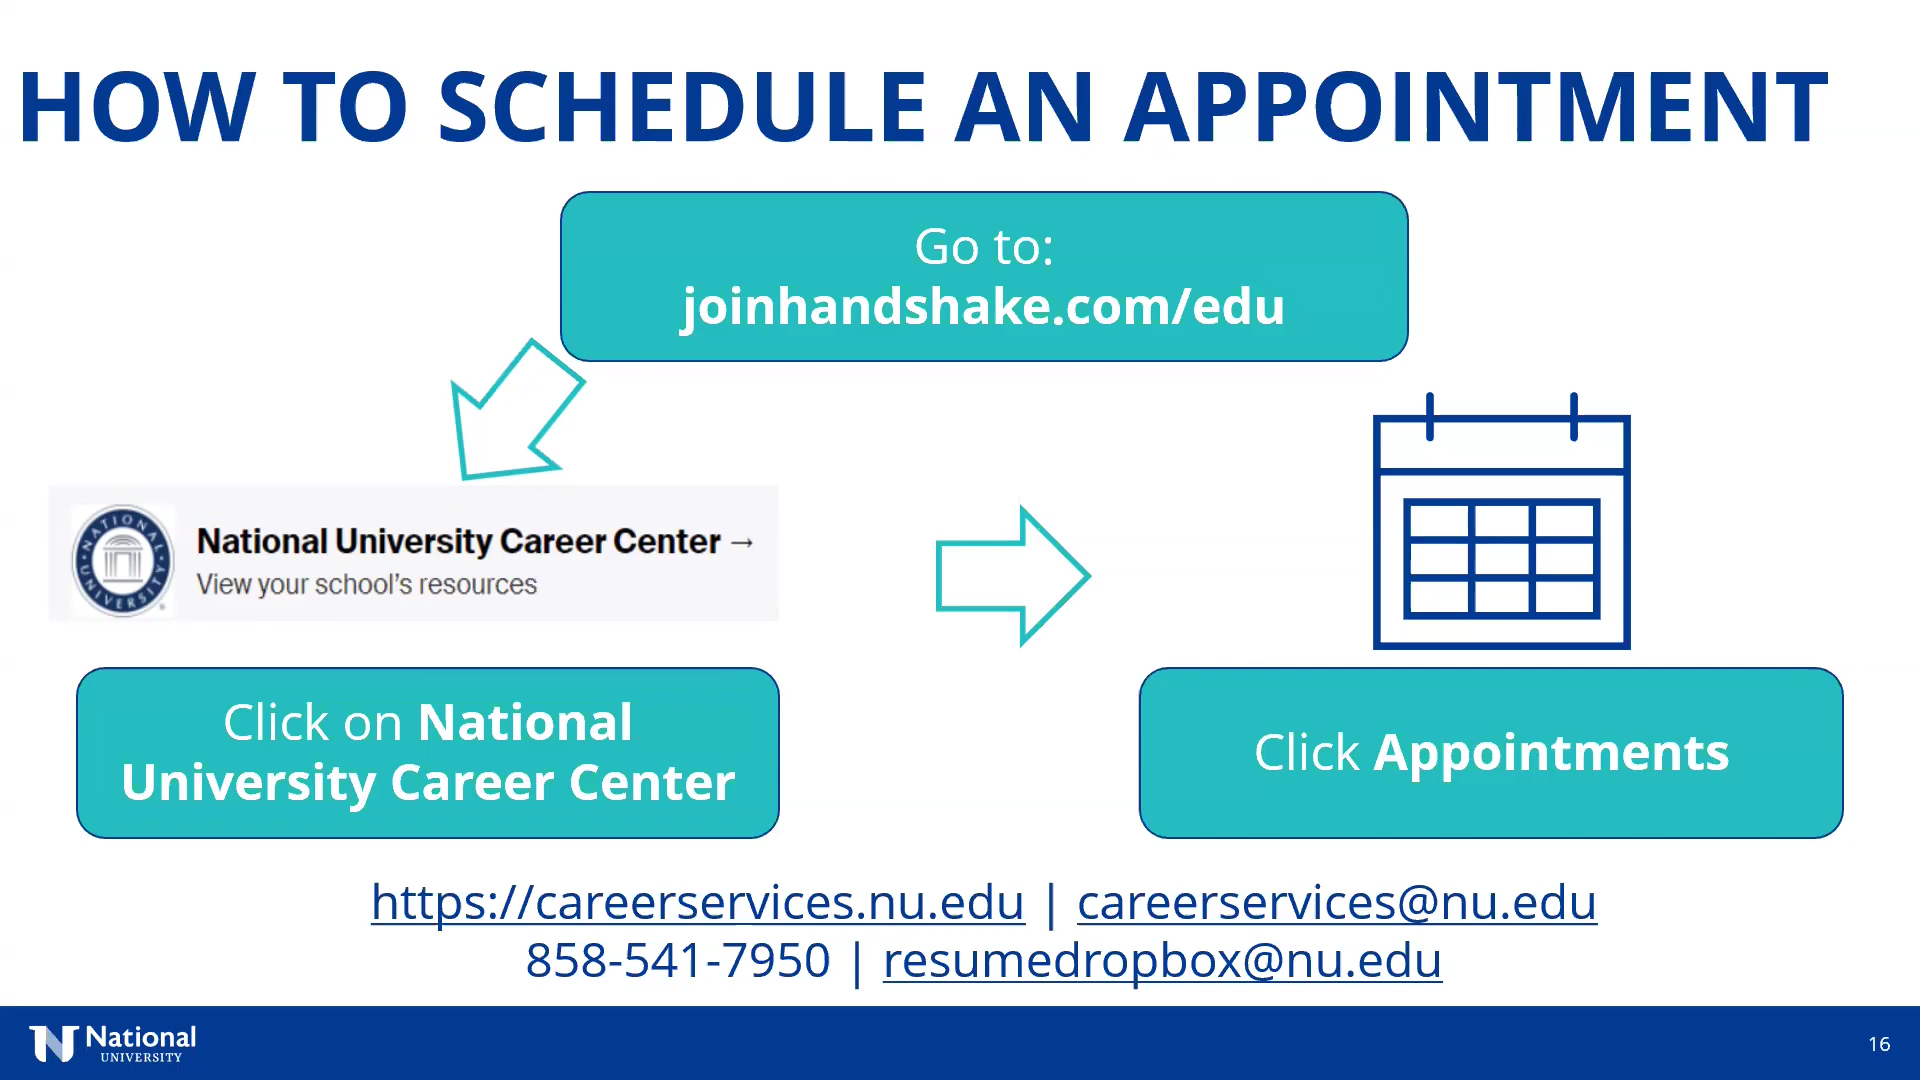 HOW TO SCHEDULE AN APPOINTMENT
Go to:
joinhandshake.com/edu
NATIONAL UNIVERSITY
National University Career Center →
View your school's resources
Click on National
University Career Center
Click Appointments
https://careerservices.nu.edu | careerservices@nu.edu
858-541-7950 | resumedropbox@nu.edu
National
UNIVERSITY
16